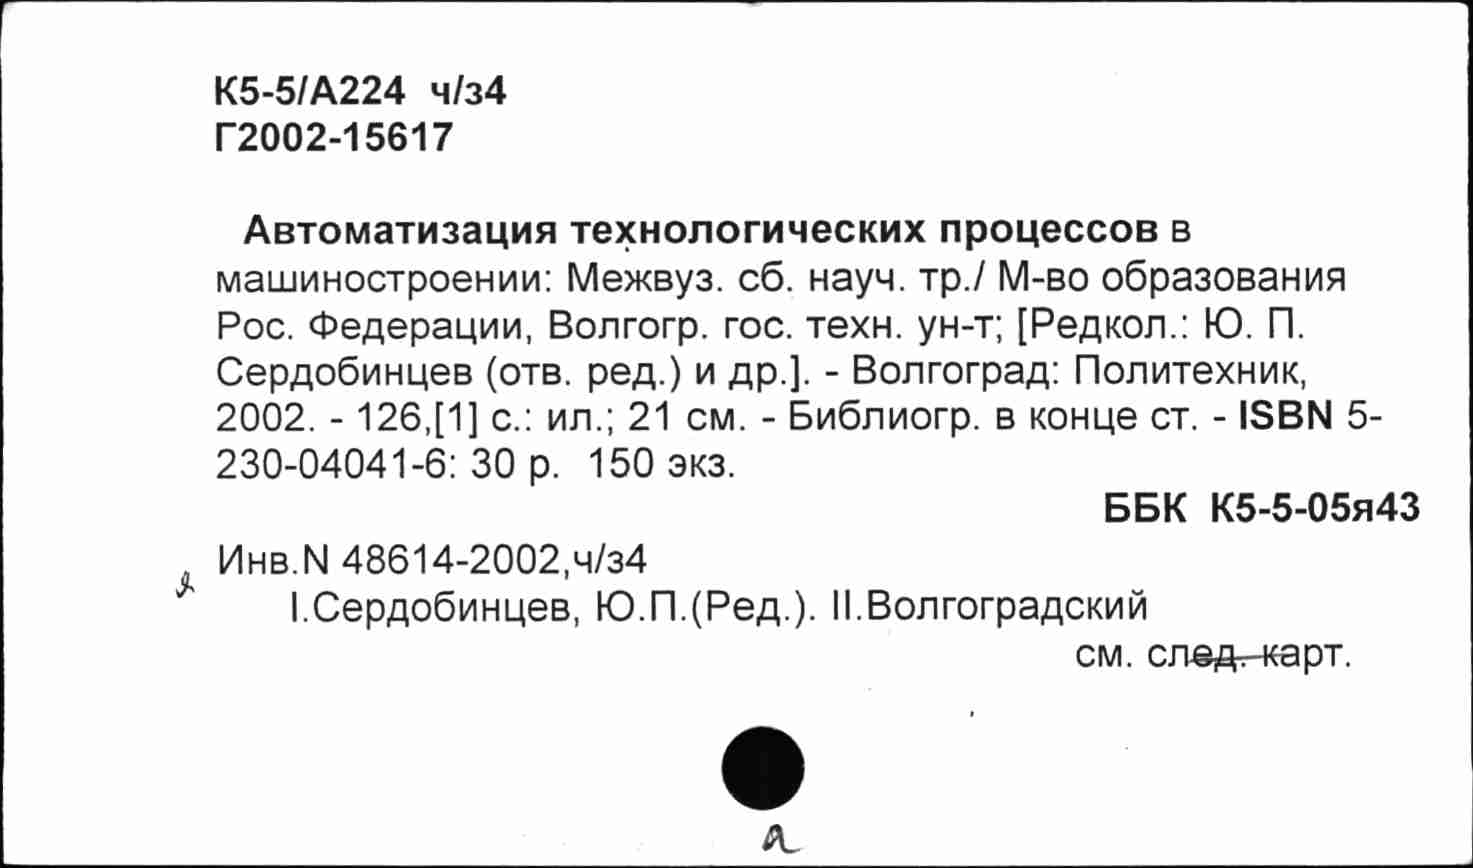 К5-5/А224 ч/з4
Г2002-15617
Автоматизация технологических процессов в
машиностроении: Межвуз. сб. науч. тр./ М-во образования
Рос. Федерации, Волгогр. гос. техн. ун-т; [Редкол.: Ю. П.
Сердобинцев (отв. ред.) и др.]. - Волгоград: Политехник,
2002. - 126,[1] с.: ил.; 21 см. - Библиогр. в конце ст. - ISBN 5-
230-04041-6: 30 р. 150 экз.
ББК К5-5-05я43
Инв.N 48614-2002,ч/з4
I.Сердобинцев, Ю.П.(Ред.). II.Волгоградский
см. след. карт.
а